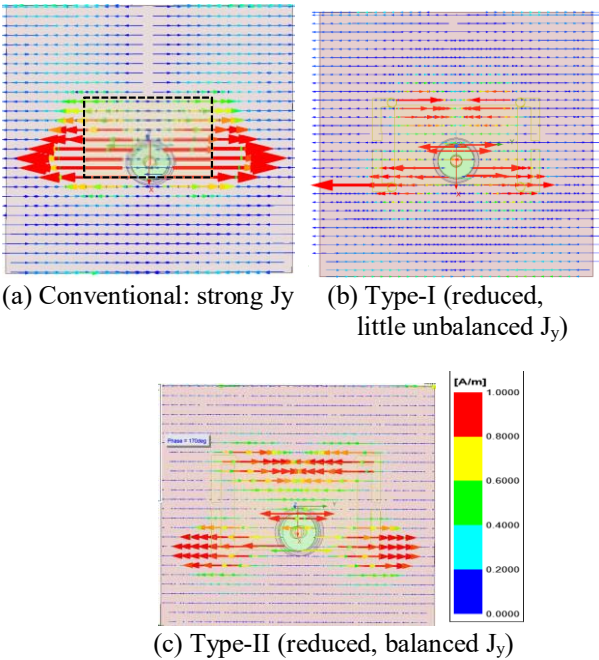 (a) Conventional: strong Jy
(b) Type-I (reduced,
little unbalanced Jy)
Phase = 170deg
[A/m]
1.0000
0.8000
0.6000
0.4000
0.2000
0.0000
(c) Type-II (reduced, balanced Jy)